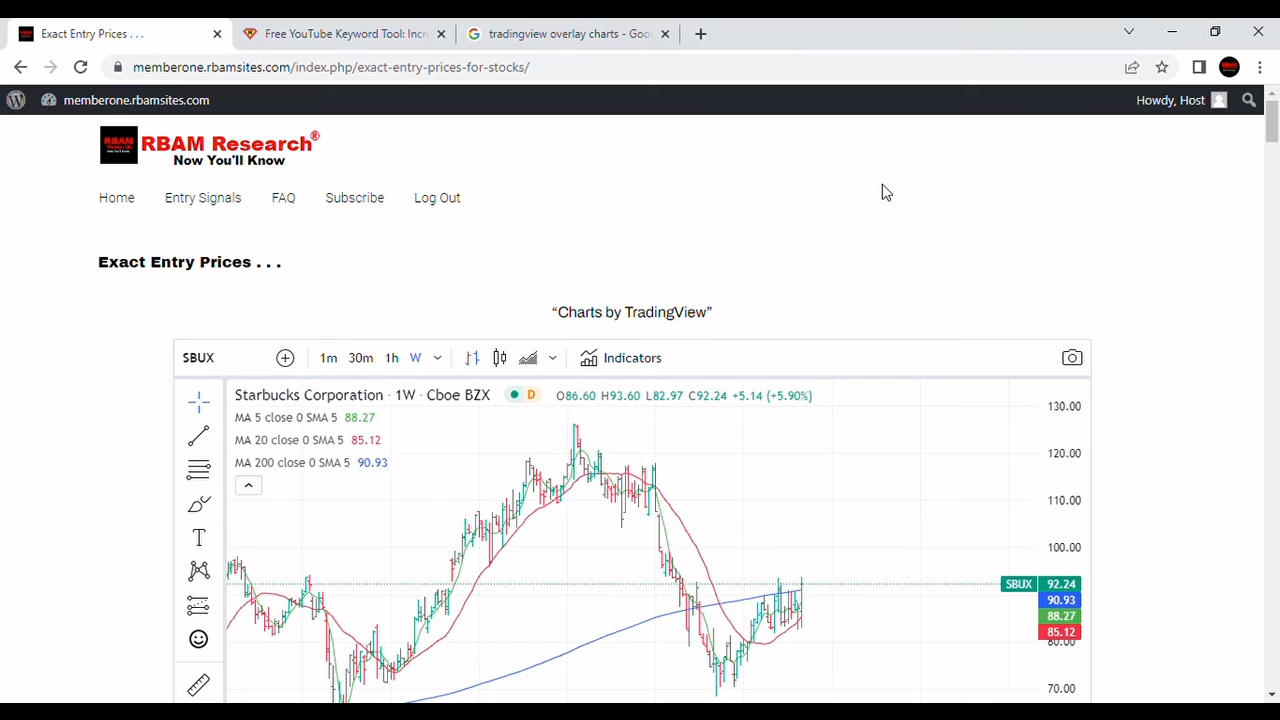 Exact Entry Prices . . .
Free YouTube Keyword Tool: Incr
tradingview overlay charts - Goo
memberone.rbamsites.com/index.php/exact-entry-prices-for-stocks/
memberone.rbamsites.com
Howdy, Host
RBAM Research®
Now You'll Know
Home Entry Signals FAQ Subscribe Log Out
Exact Entry Prices . . .
“Charts by TradingView”
SBUX 1m 30m 1h W Indicators
Starbucks Corporation · 1W · Cboe BZX D O86.60 H93.60 L82.97 C92.24 +5.14 (+5.90%)
MA 5 close 0 SMA 5 88.27
MA 20 close 0 SMA 5 85.12
MA 200 close 0 SMA 5 90.93
130.00
120.00
110.00
100.00
SBUX 92.24
90.93
88.27
85.12
80.00
70.00